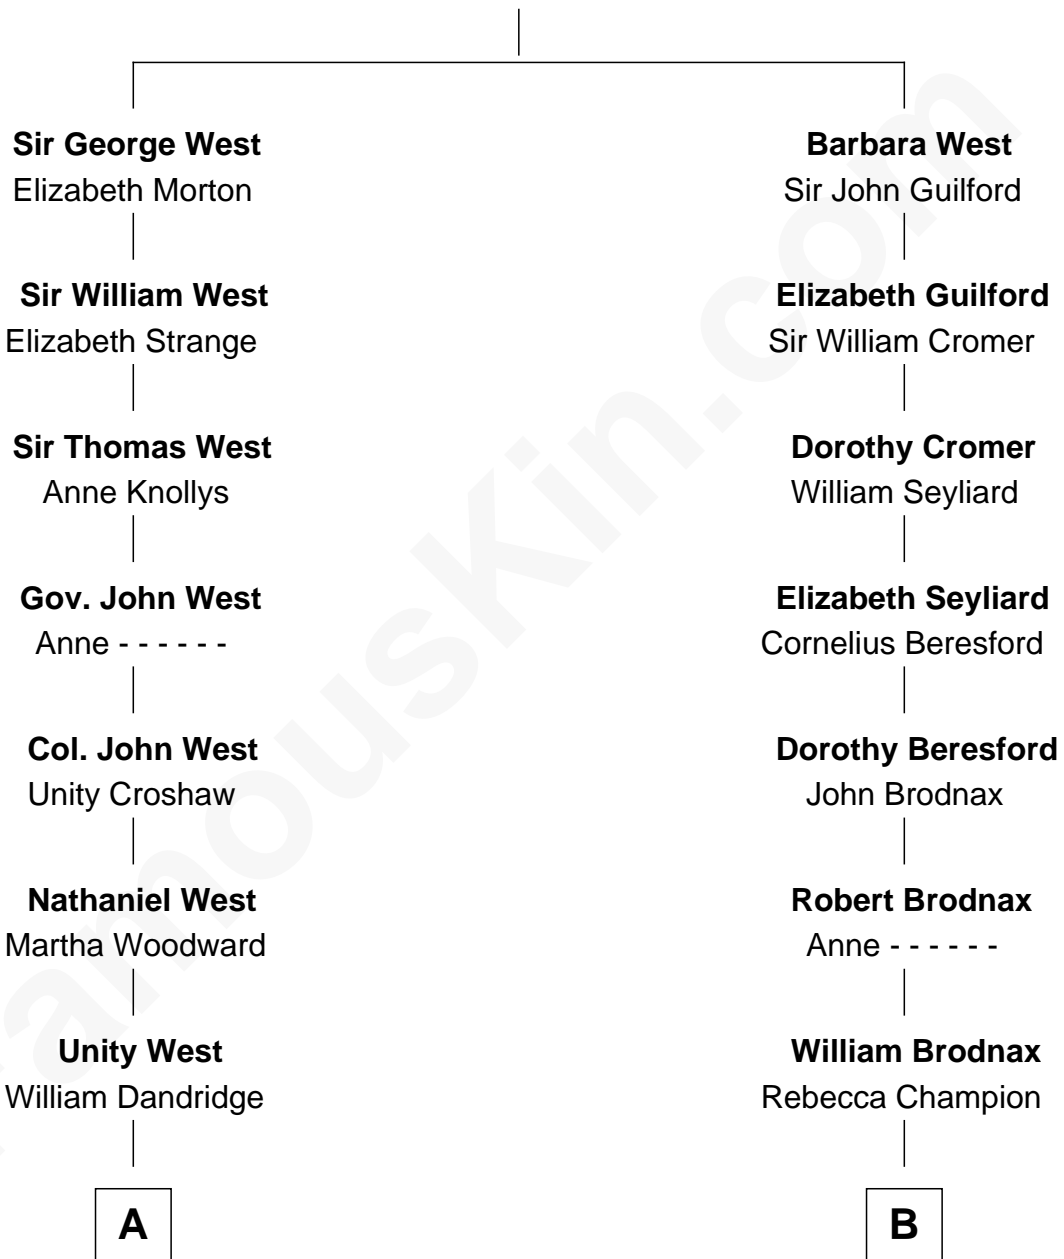 Sir George West
Elizabeth Morton
Sir William West
Elizabeth Strange
Sir Thomas West
Anne Knollys
Gov. John West
Anne - - - - - -
Col. John West
Unity Croshaw
Nathaniel West
Martha Woodward
Unity West
William Dandridge
A
Barbara West
Sir John Guilford
Elizabeth Guilford
Sir William Cromer
Dorothy Cromer
William Seyliard
Elizabeth Seyliard
Cornelius Beresford
Dorothy Beresford
John Brodnax
Robert Brodnax
Anne - - - - - -
William Brodnax
Rebecca Champion
B
FamousKin.com